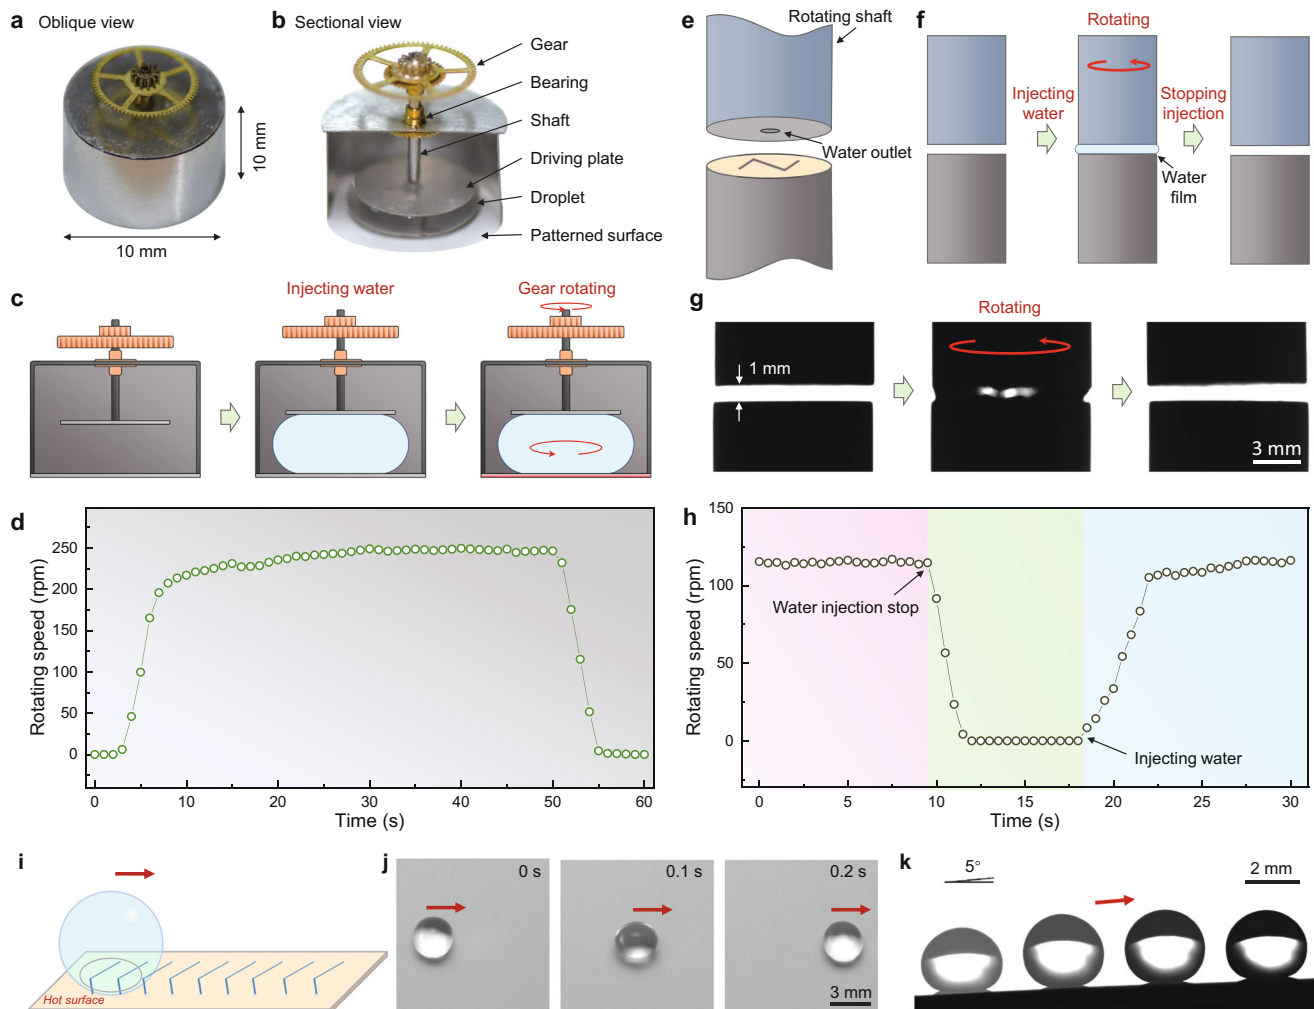 a Oblique view
10 mm
10 mm
b Sectional view
Gear
Bearing
Shaft
Driving plate
Droplet
Patterned surface
c
Injecting water
Gear rotating
d
Rotating speed (rpm)
250
200
150
100
50
0
0 10 20 30 40 50 60
Time (s)
e
Rotating shaft
Water outlet
f
Rotating
Injecting
water
Stopping
injection
Water
film
g
Rotating
1 mm
3 mm
h
Rotating speed (rpm)
150
100
50
0
Water injection stop
Injecting water
0 5 10 15 20 25 30
Time (s)
i
Hot surface
j
0 s
0.1 s
0.2 s
3 mm
k
5°
2 mm